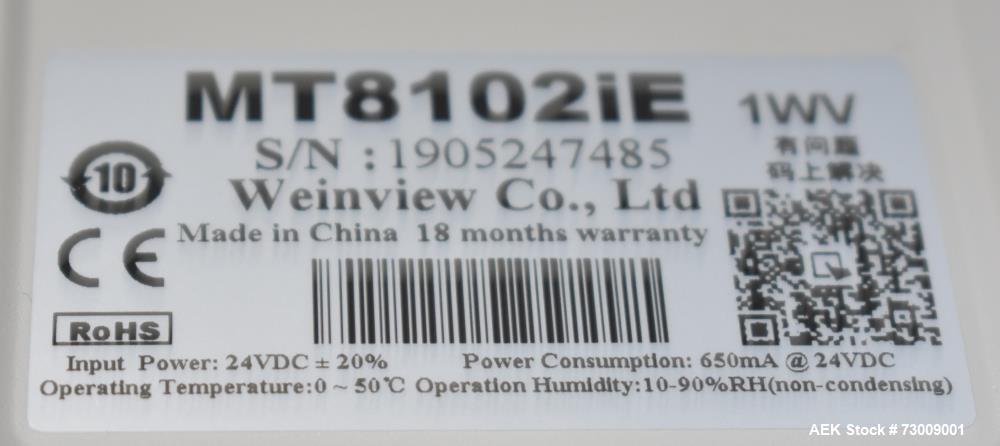 MT8102iE 1WV
S/N :1905247485
有问题
码上解决
10
Weinview Co., Ltd
Made in China 18 months warranty
CE
RoHS
Input Power: 24VDC ± 20% Power Consumption: 650mA @ 24VDC
Operating Temperature:0 ~ 50℃ Operation Humidity:10-90%RH(non-condensing)
AEK Stock # 73009001